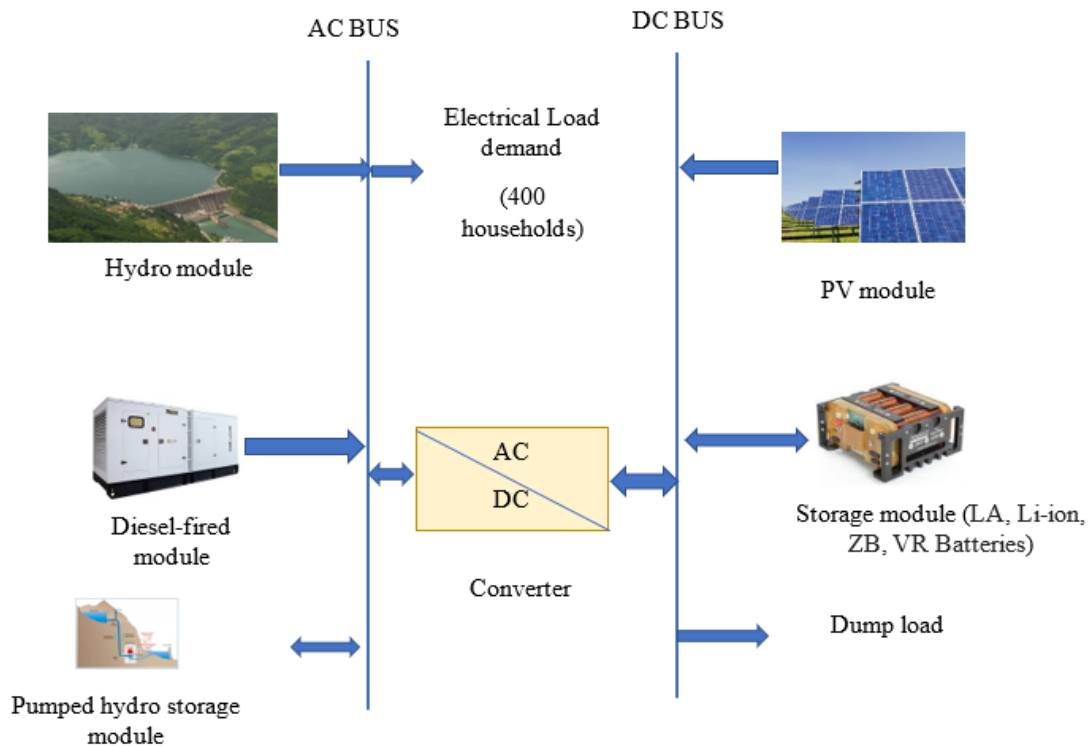 AC BUS
DC BUS
Electrical Load
demand
(400
households)
Hydro module
PV module
AC
DC
Diesel-fired
module
Storage module (LA, Li-ion,
ZB, VR Batteries)
Converter
Dump load
Pumped hydro storage
module